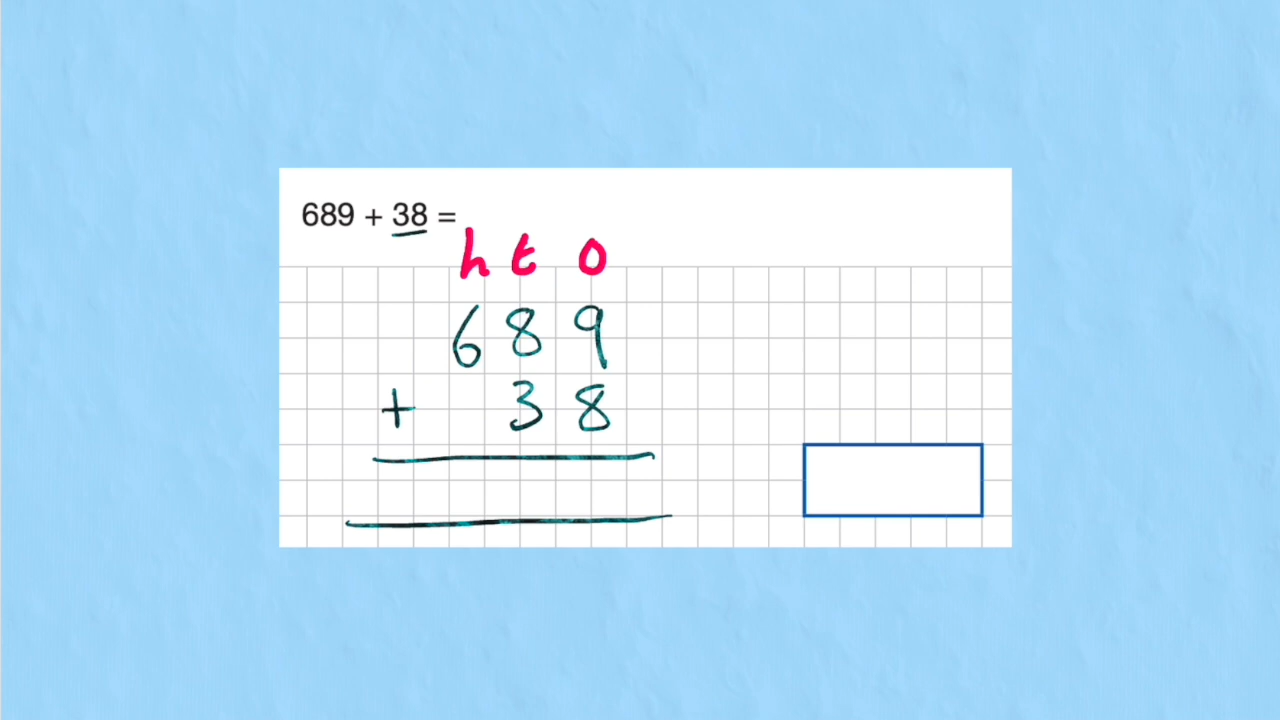 689 + 38 =
h t o
6 8 9
+ 3 8